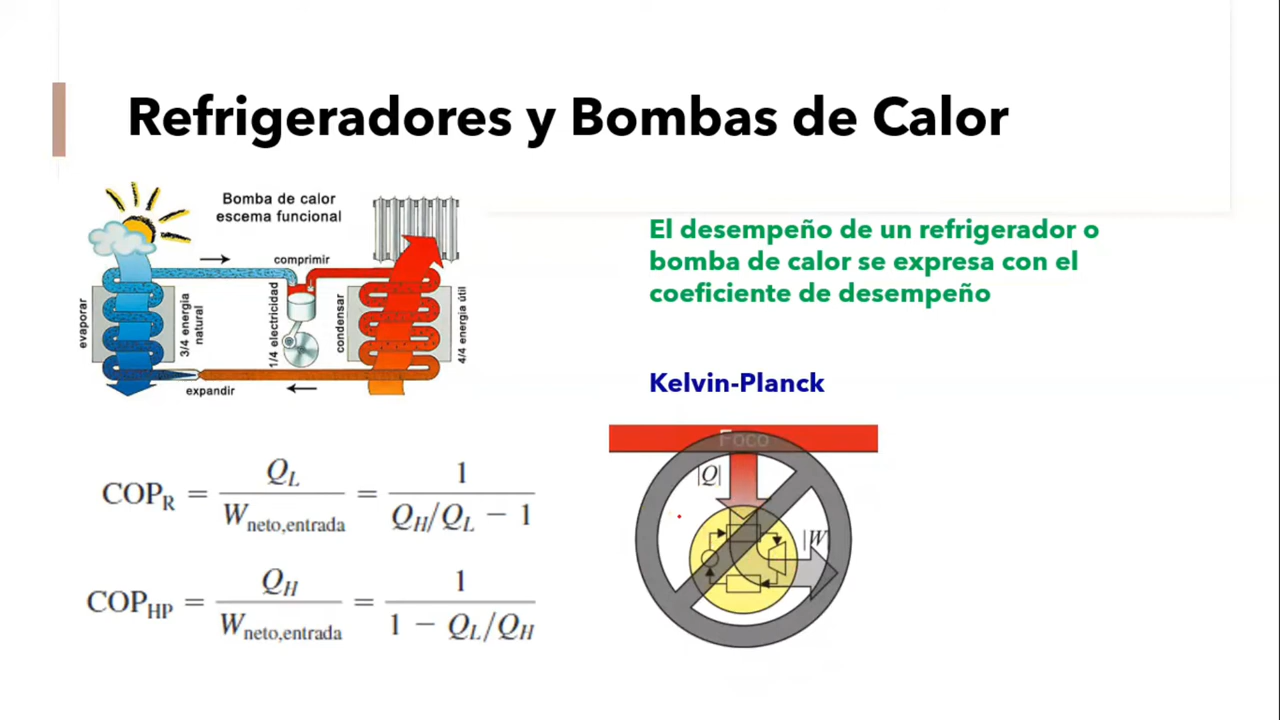 Refrigeradores y Bombas de Calor
Bomba de calor
escema funcional
comprimir
evaporar
3/4 energia
natural
1/4 electricidad
condensar
4/4 energía útil
expandir
El desempeño de un refrigerador o
bomba de calor se expresa con el
coeficiente de desempeño
Kelvin-Planck
Foco
|Q|
|W|
COP_R = Q_L / W_neto,entrada = 1 / (Q_H/Q_L − 1)
COP_HP = Q_H / W_neto,entrada = 1 / (1 − Q_L/Q_H)